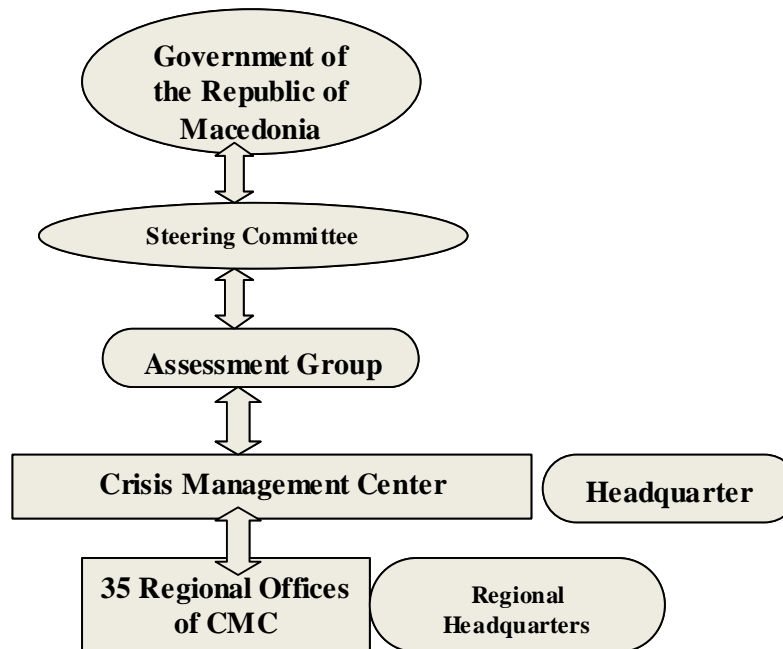 Government of
the Republic of
Macedonia
Steering Committee
Assessment Group
Crisis Management Center
Headquarter
35 Regional Offices
of CMC
Regional
Headquarters